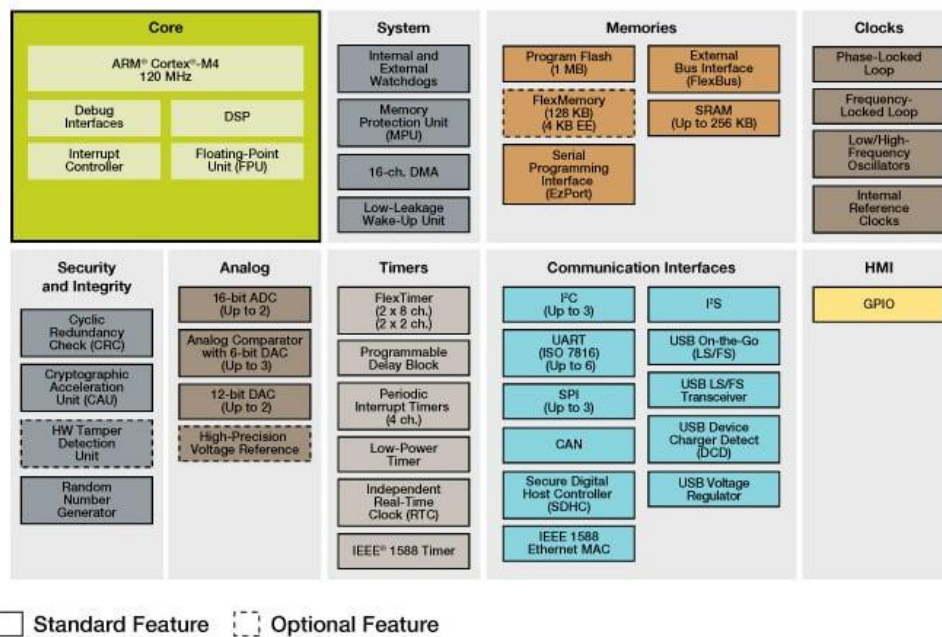 Core
ARM® Cortex®-M4
120 MHz
Debug
Interfaces
DSP
Interrupt
Controller
Floating-Point
Unit (FPU)
System
Internal and
External
Watchdogs
Memory
Protection Unit
(MPU)
16-ch. DMA
Low-Leakage
Wake-Up Unit
Memories
Program Flash
(1 MB)
External
Bus Interface
(FlexBus)
FlexMemory
(128 KB)
(4 KB EE)
SRAM
(Up to 256 KB)
Serial
Programming
Interface
(EzPort)
Clocks
Phase-Locked
Loop
Frequency-
Locked Loop
Low/High-
Frequency
Oscillators
Internal
Reference
Clocks
Security
and Integrity
Cyclic
Redundancy
Check (CRC)
Cryptographic
Acceleration
Unit (CAU)
HW Tamper
Detection
Unit
Random
Number
Generator
Analog
16-bit ADC
(Up to 2)
Analog Comparator
with 6-bit DAC
(Up to 3)
12-bit DAC
(Up to 2)
High-Precision
Voltage Reference
Timers
FlexTimer
(2 x 8 ch.)
(2 x 2 ch.)
Programmable
Delay Block
Periodic
Interrupt Timers
(4 ch.)
Low-Power
Timer
Independent
Real-Time
Clock (RTC)
IEEE® 1588 Timer
Communication Interfaces
I²C
(Up to 3)
I²S
UART
(ISO 7816)
(Up to 6)
USB On-the-Go
(LS/FS)
SPI
(Up to 3)
USB LS/FS
Transceiver
CAN
USB Device
Charger Detect
(DCD)
Secure Digital
Host Controller
(SDHC)
USB Voltage
Regulator
IEEE 1588
Ethernet MAC
HMI
GPIO
Standard Feature
Optional Feature